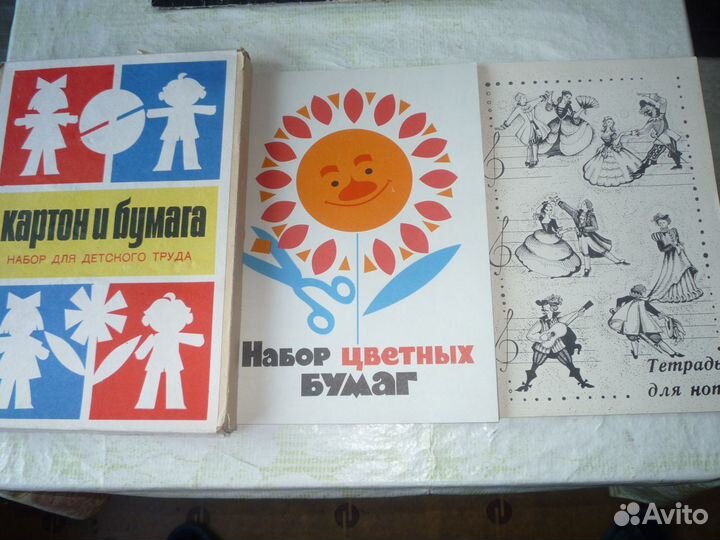 картон и бумага
НАБОР ДЛЯ ДЕТСКОГО ТРУДА
Набор цветных
бумаг
Тетрадь
для нот
Avito